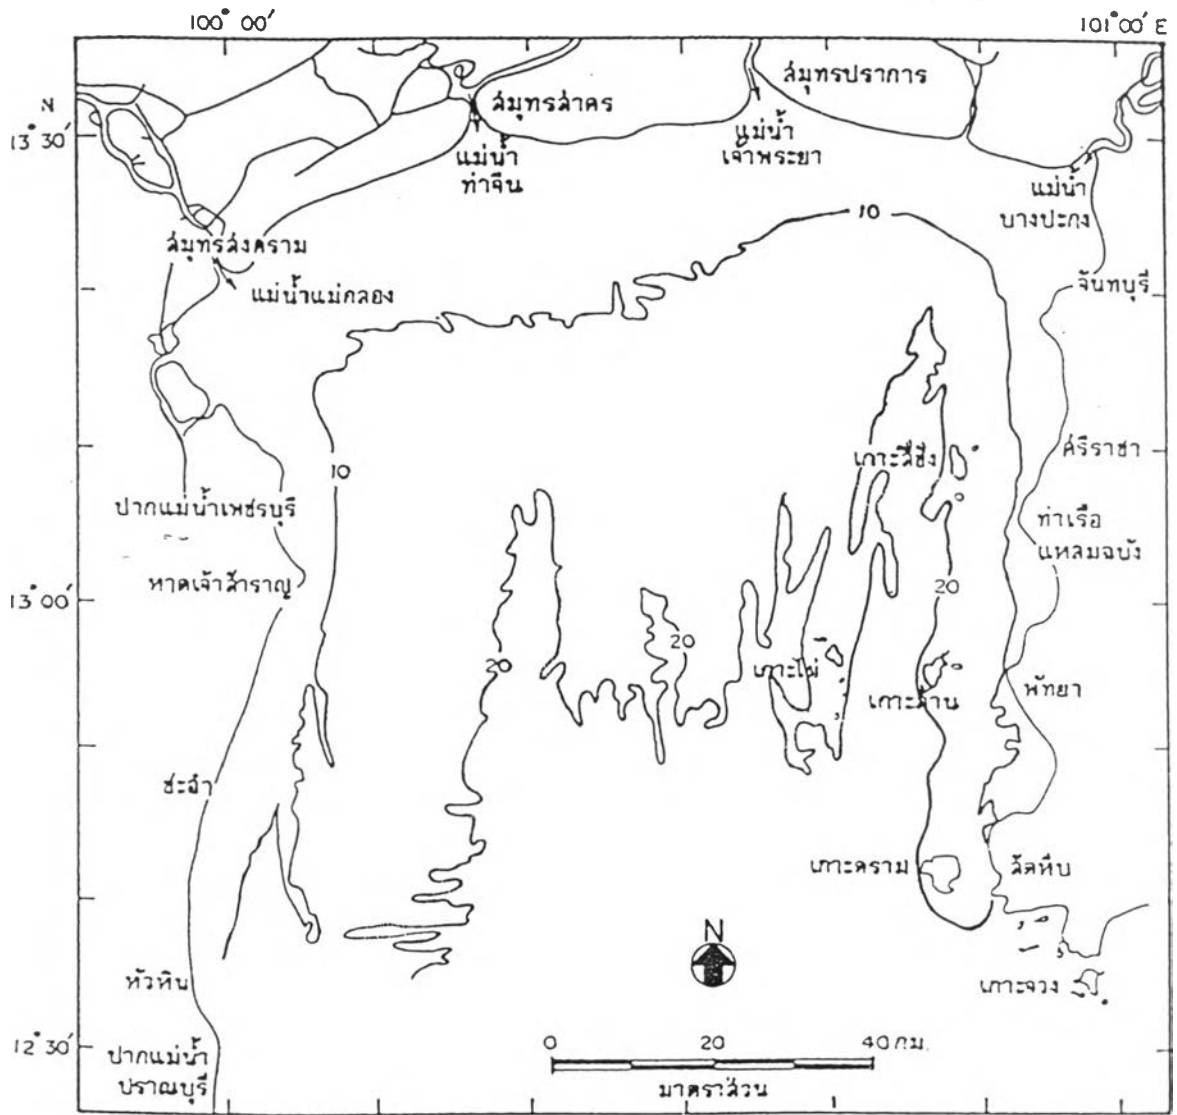 100° 00′
101° 00′ E
N
13° 30′
สมุทรสาคร
สมุทรปราการ
แม่น้ำ
ท่าจีน
แม่น้ำ
เจ้าพระยา
แม่น้ำ
บางปะกง
สมุทรสงคราม
แม่น้ำแม่กลอง
10
จันทบุรี
10
เกาะสีชัง
ศรีราชา
ปากแม่น้ำเพชรบุรี
ท่าเรือ
แหลมฉบัง
หาดเจ้าสำราญ
13° 00′
20
20
20
เกาะไผ่
เกาะล้าน
พัทยา
ชะอำ
เกาะคราม
สัตหีบ
N
หัวหิน
เกาะจวง
12° 30′
ปากแม่น้ำ
ปราณบุรี
0 20 40 กม.
มาตราส่วน